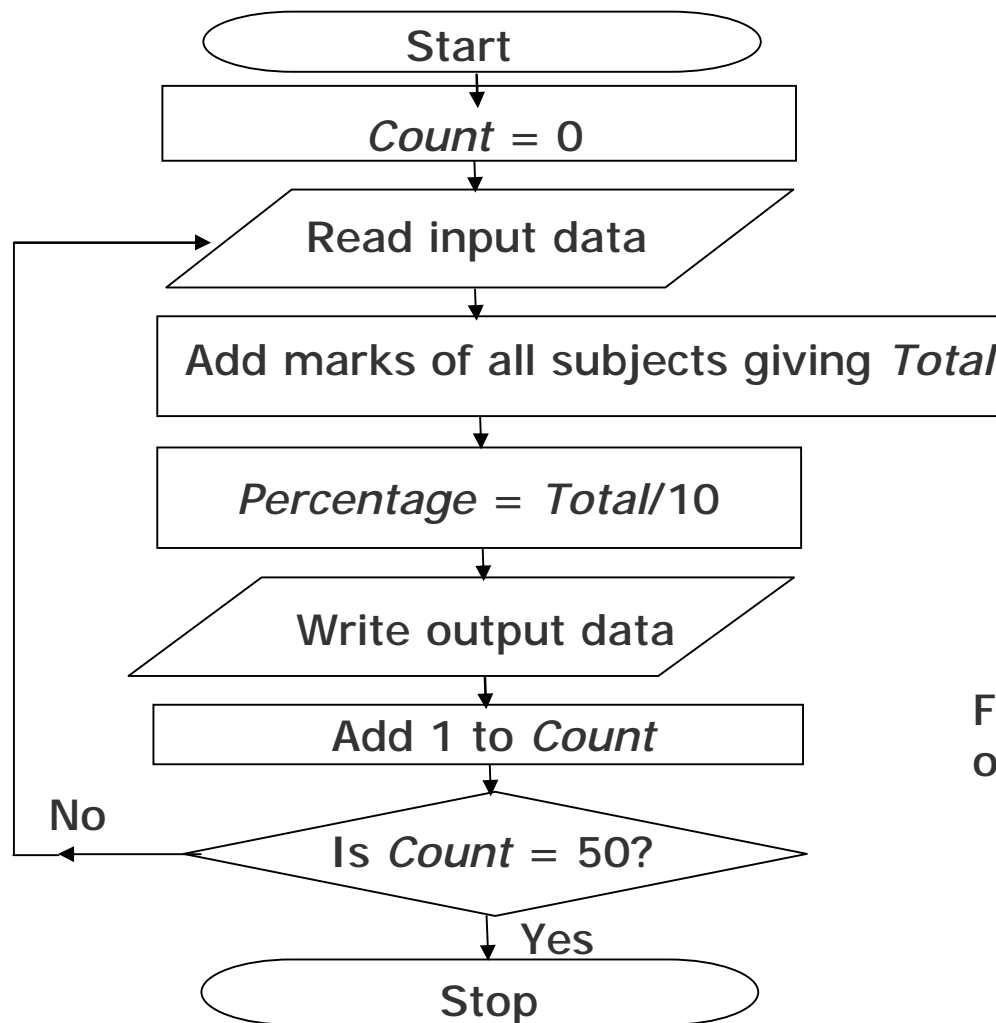 Start
Count = 0
Read input data
Add marks of all subjects giving Total
Percentage = Total/10
Write output data
Add 1 to Count
No
Is Count = 50?
Yes
Stop